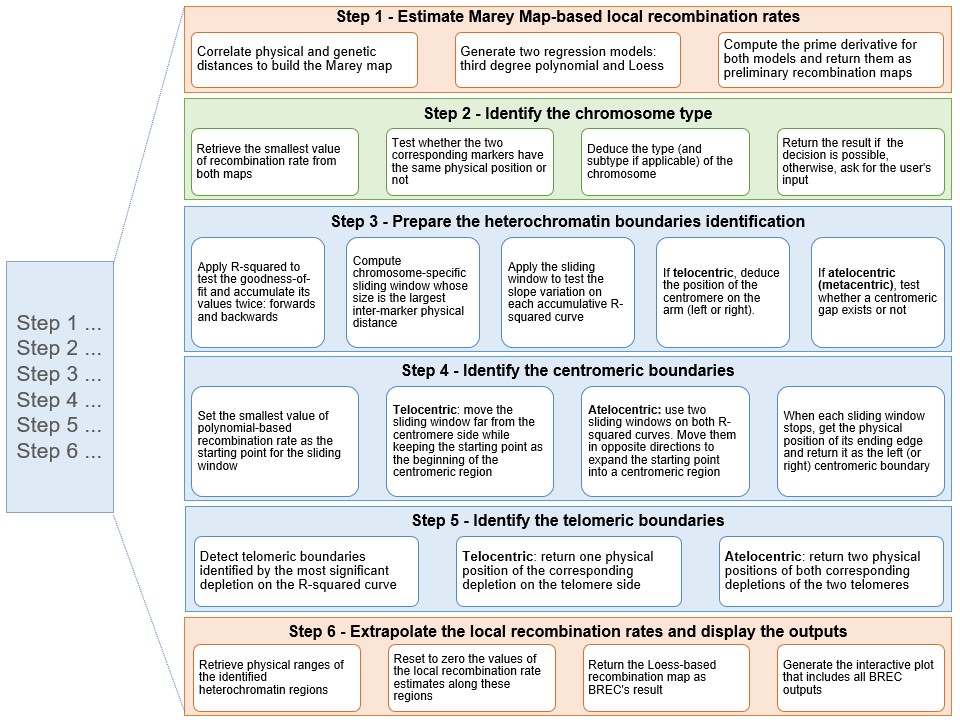 Step 1 ...
Step 2 ...
Step 3 ...
Step 4 ...
Step 5 ...
Step 6 ...
Step 1 - Estimate Marey Map-based local recombination rates
Correlate physical and genetic
distances to build the Marey map
Generate two regression models:
third degree polynomial and Loess
Compute the prime derivative for
both models and return them as
preliminary recombination maps
Step 2 - Identify the chromosome type
Retrieve the smallest value
of recombination rate from
both maps
Test whether the two
corresponding markers have
the same physical position or
not
Deduce the type (and
subtype if applicable) of the
chromosome
Return the result if the
decision is possible,
otherwise, ask for the user's
input
Step 3 - Prepare the heterochromatin boundaries identification
Apply R-squared to
test the goodness-of-
fit and accumulate its
values twice: forwards
and backwards
Compute
chromosome-specific
sliding window whose
size is the largest
inter-marker physical
distance
Apply the sliding
window to test the
slope variation on
each accumulative R-
squared curve
If telocentric, deduce
the position of the
centromere on the
arm (left or right).
If atelocentric
(metacentric), test
whether a centromeric
gap exists or not
Step 4 - Identify the centromeric boundaries
Set the smallest value of
polynomial-based
recombination rate as the
starting point for the sliding
window
Telocentric: move the
sliding window far from the
centromere side while
keeping the starting point as
the beginning of the
centromeric region
Atelocentric: use two
sliding windows on both R-
squared curves. Move them
in opposite directions to
expand the starting point
into a centromeric region
When each sliding window
stops, get the physical
position of its ending edge
and return it as the left (or
right) centromeric boundary
Step 5 - Identify the telomeric boundaries
Detect telomeric boundaries
identified by the most significant
depletion on the R-squared curve
Telocentric: return one physical
position of the corresponding
depletion on the telomere side
Atelocentric: return two physical
positions of both corresponding
depletions of the two telomeres
Step 6 - Extrapolate the local recombination rates and display the outputs
Retrieve physical ranges of
the identified
heterochromatin regions
Reset to zero the values of
the local recombination rate
estimates along these
regions
Return the Loess-based
recombination map as
BREC's result
Generate the interactive plot
that includes all BREC
outputs